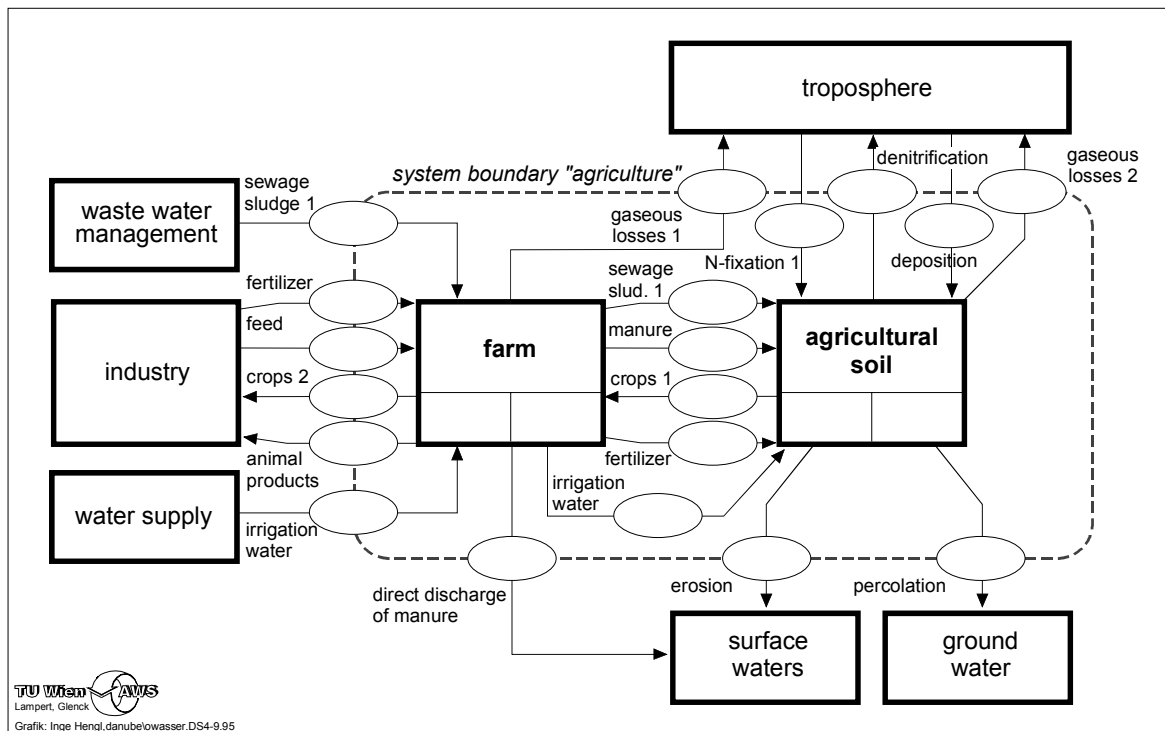 troposphere
denitrification
gaseous
losses 2
system boundary "agriculture"
sewage
sludge 1
waste water
management
gaseous
losses 1
N-fixation 1
deposition
fertilizer
sewage
slud. 1
feed
manure
industry
farm
agricultural
soil
crops 2
crops 1
animal
products
fertilizer
irrigation
water
water supply
irrigation
water
direct discharge
of manure
erosion
percolation
surface
waters
ground
water
TU Wien AWS
Lampert, Glenck
Grafik: Inge Hengl,danube\owasser.DS4-9.95